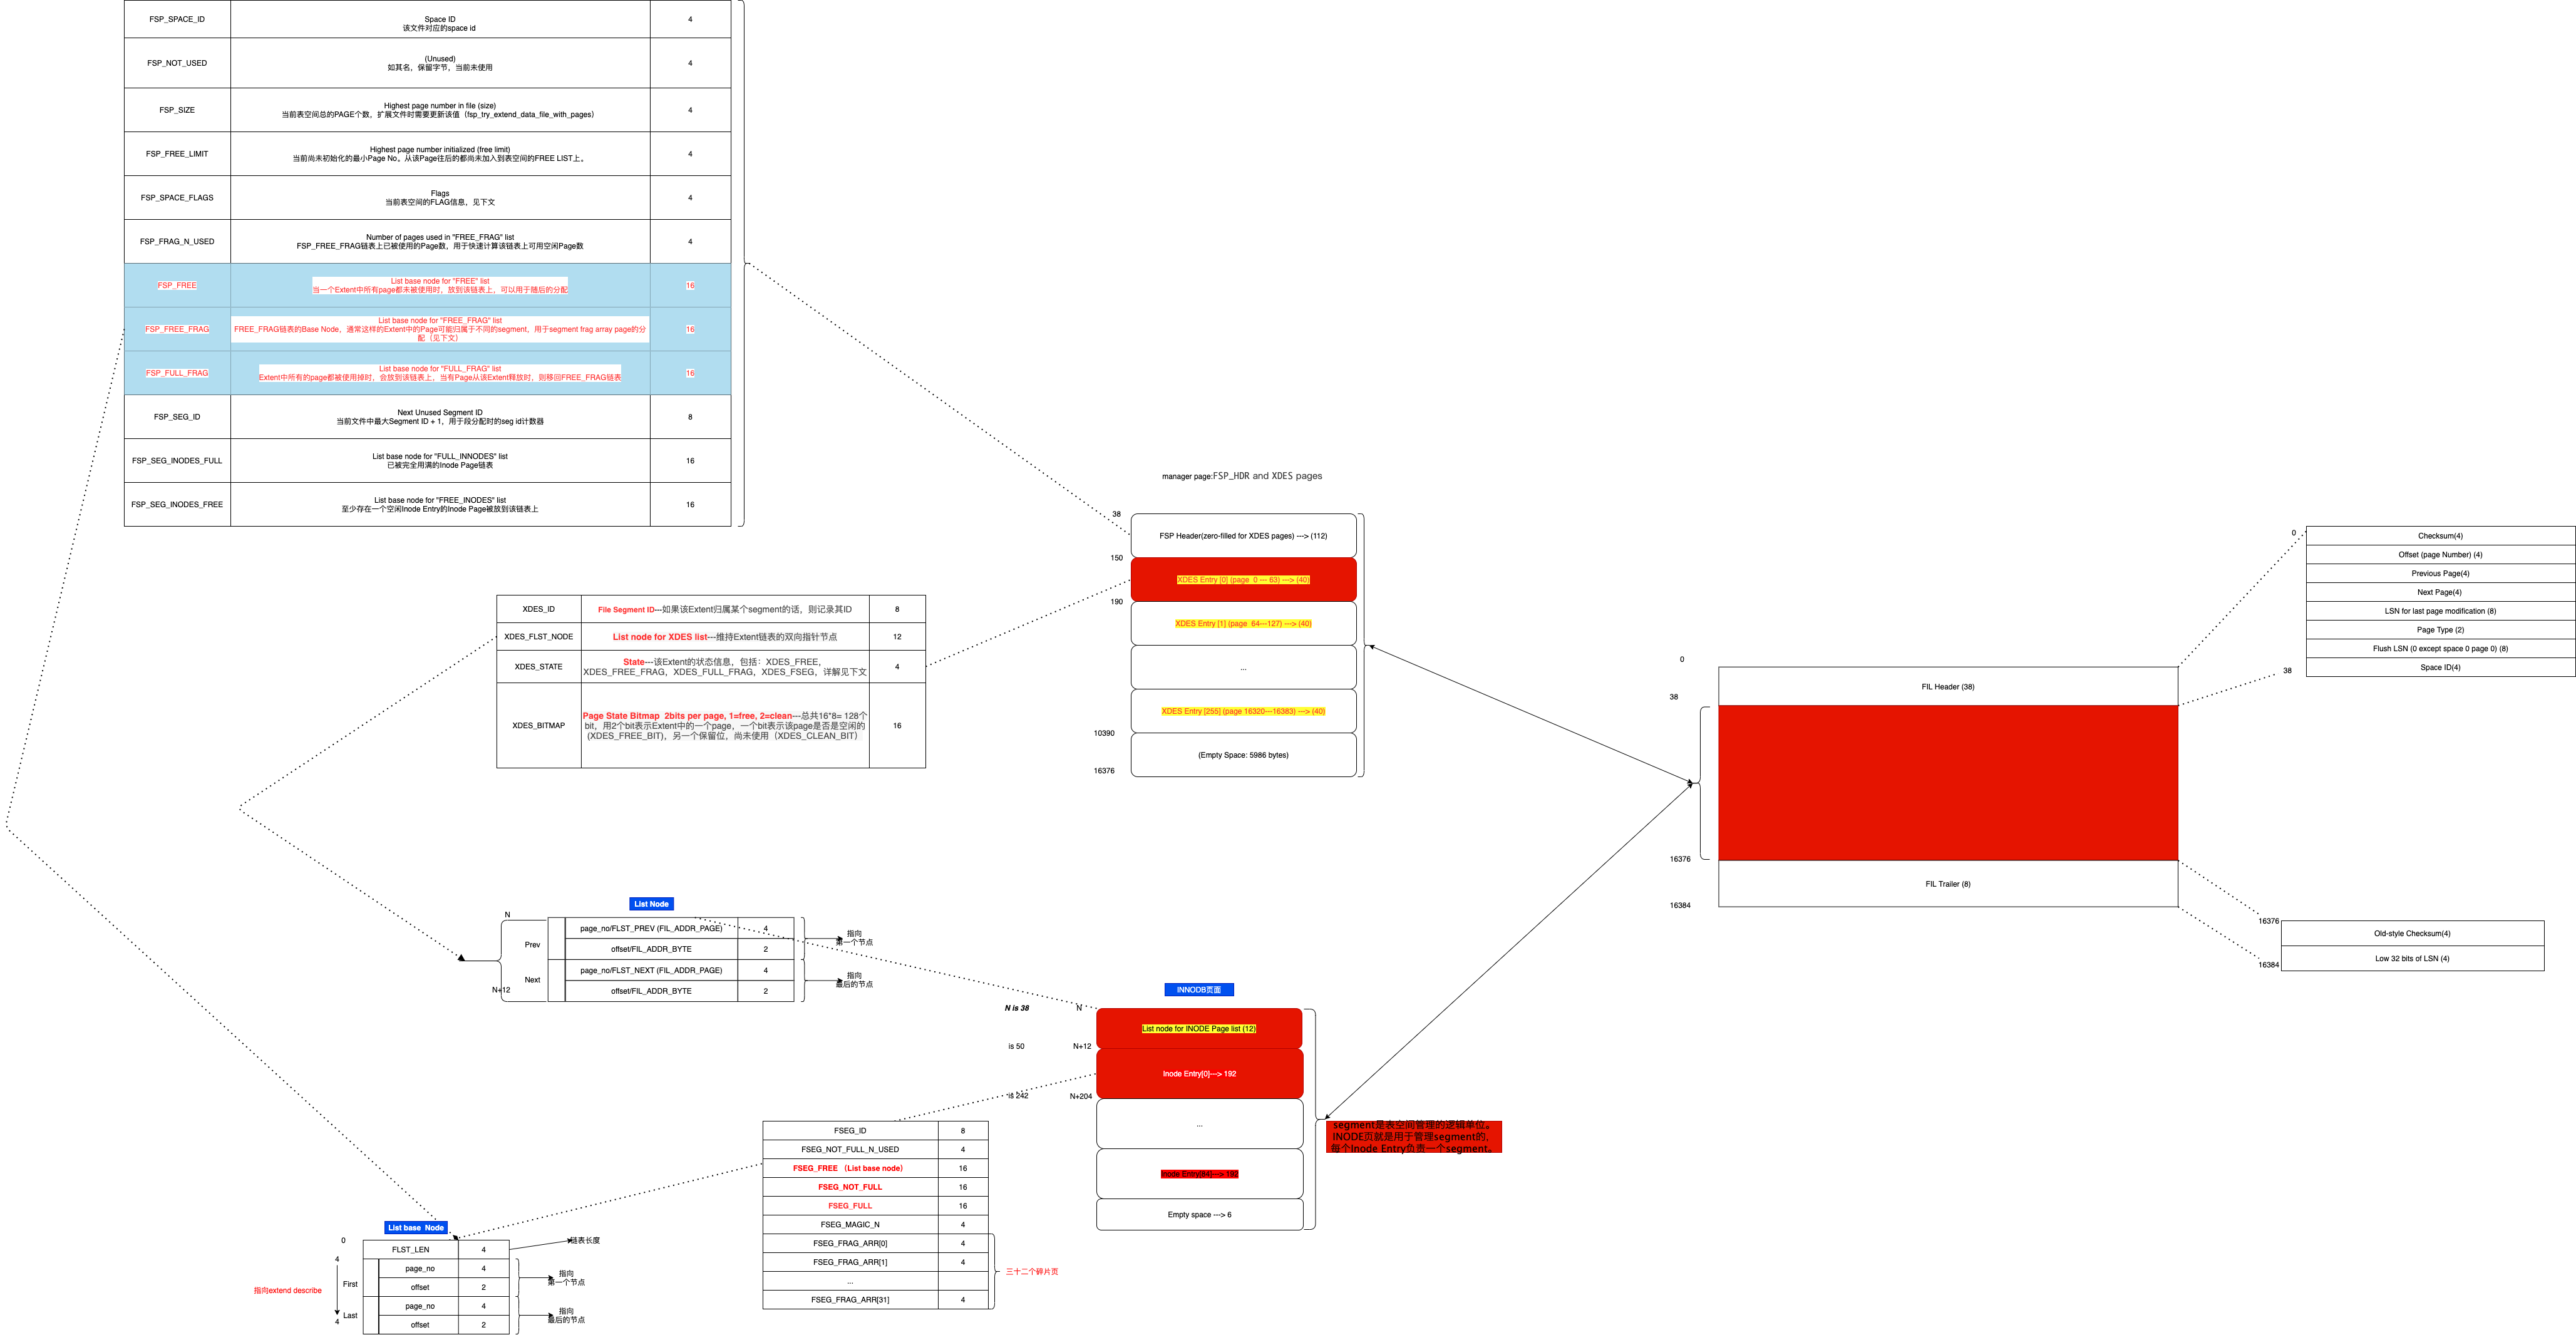 FSP_SPACE_ID
Space ID
该文件对应的space id
4
FSP_NOT_USED
(Unused)
如其名，保留字节，当前未使用
4
FSP_SIZE
Highest page number in file (size)
当前表空间总的PAGE个数，扩展文件时需要更新该值（fsp_try_extend_data_file_with_pages）
4
FSP_FREE_LIMIT
Highest page number initialized (free limit)
当前尚未初始化的最小Page No。从该Page往后的都尚未加入到表空间的FREE LIST上。
4
FSP_SPACE_FLAGS
Flags
当前表空间的FLAG信息，见下文
4
FSP_FRAG_N_USED
Number of pages used in "FREE_FRAG" list
FSP_FREE_FRAG链表上已被使用的Page数，用于快速计算该链表上可用空闲Page数
4
FSP_FREE
List base node for "FREE" list
当一个Extent中所有page都未被使用时，放到该链表上，可以用于随后的分配
16
FSP_FREE_FRAG
List base node for "FREE_FRAG" list
FREE_FRAG链表的Base Node，通常这样的Extent中的Page可能归属于不同的segment，用于segment frag array page的分
配（见下文）
16
FSP_FULL_FRAG
List base node for "FULL_FRAG" list
Extent中所有的page都被使用掉时，会放到该链表上，当有Page从该Extent释放时，则移回FREE_FRAG链表
16
FSP_SEG_ID
Next Unused Segment ID
当前文件中最大Segment ID + 1，用于段分配时的seg id计数器
8
FSP_SEG_INODES_FULL
List base node for "FULL_INNODES" list
已被完全用满的Inode Page链表
16
FSP_SEG_INODES_FREE
List base node for "FREE_INODES" list
至少存在一个空闲Inode Entry的Inode Page被放到该链表上
16
manager page:FSP_HDR and XDES pages
38
FSP Header(zero-filled for XDES pages) ---> (112)
150
XDES Entry [0] (page 0 --- 63) ---> (40)
190
XDES Entry [1] (page 64---127) ---> (40)
...
XDES Entry [255] (page 16320---16383) ---> (40)
10390
(Empty Space: 5986 bytes)
16376
XDES_ID
File Segment ID---如果该Extent归属某个segment的话，则记录其ID
8
XDES_FLST_NODE
List node for XDES list---维持Extent链表的双向指针节点
12
XDES_STATE
State---该Extent的状态信息，包括：XDES_FREE，
XDES_FREE_FRAG，XDES_FULL_FRAG，XDES_FSEG，详解见下文
4
XDES_BITMAP
Page State Bitmap 2bits per page, 1=free, 2=clean---总共16*8= 128个
bit，用2个bit表示Extent中的一个page，一个bit表示该page是否是空闲的
(XDES_FREE_BIT)，另一个保留位，尚未使用（XDES_CLEAN_BIT）
16
0
38
FIL Header (38)
16376
FIL Trailer (8)
16384
0
Checksum(4)
Offset (page Number) (4)
Previous Page(4)
Next Page(4)
LSN for last page modification (8)
Page Type (2)
Flush LSN (0 except space 0 page 0) (8)
Space ID(4)
38
16376
Old-style Checksum(4)
Low 32 bits of LSN (4)
16384
List Node
N
Prev
Next
N+12
page_no/FLST_PREV (FIL_ADDR_PAGE)
4
offset/FIL_ADDR_BYTE
2
page_no/FLST_NEXT (FIL_ADDR_PAGE)
4
offset/FIL_ADDR_BYTE
2
指向
第一个节点
指向
最后的节点
INNODB页面
N is 38
N
List node for INODE Page list (12)
is 50
N+12
Inode Entry[0]---> 192
is 242
N+204
...
Inode Entry[84]---> 192
Empty space ---> 6
segment是表空间管理的逻辑单位。
INODE页就是用于管理segment的，
每个Inode Entry负责一个segment。
FSEG_ID
8
FSEG_NOT_FULL_N_USED
4
FSEG_FREE （List base node）
16
FSEG_NOT_FULL
16
FSEG_FULL
16
FSEG_MAGIC_N
4
FSEG_FRAG_ARR[0]
4
FSEG_FRAG_ARR[1]
4
...
FSEG_FRAG_ARR[31]
4
三十二个碎片页
List base Node
0
FLST_LEN
4
链表长度
4
First
page_no
4
offset
2
指向
第一个节点
指向extend describe
Last
4
page_no
4
offset
2
指向
最后的节点